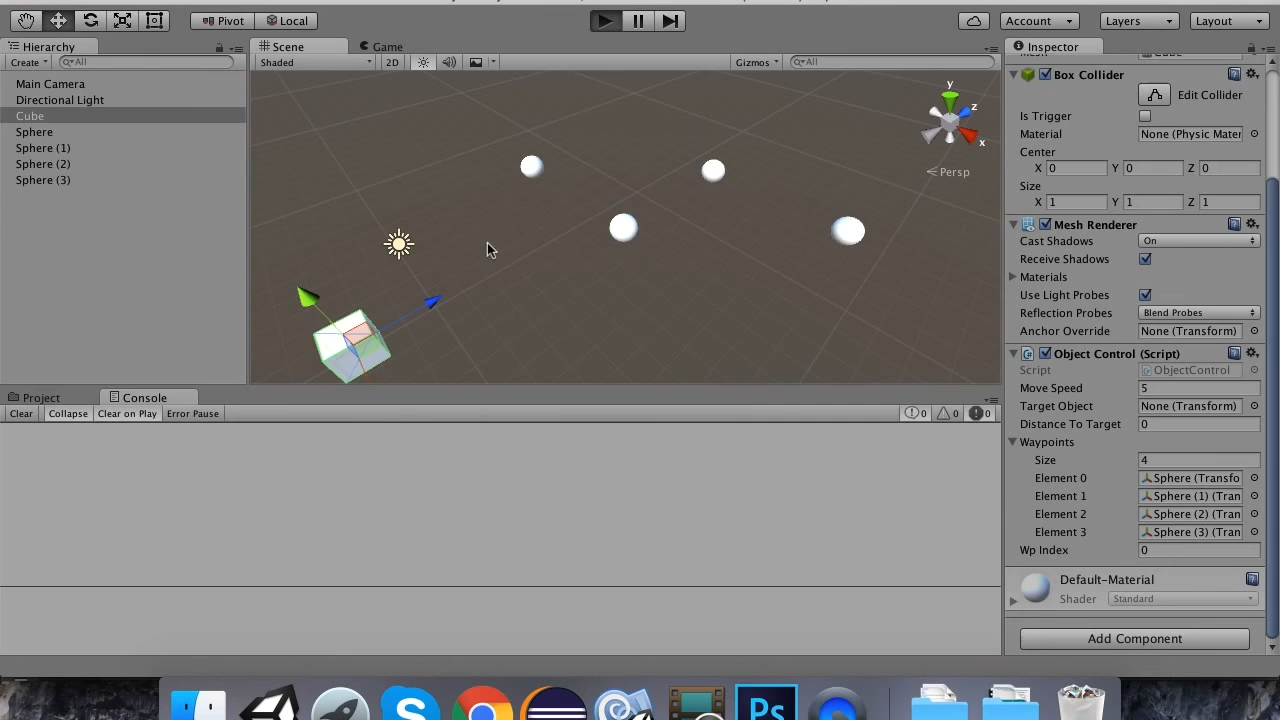 Pivot Local Account Layers Layout
Hierarchy Scene Game Inspector
Create All Shaded 2D Gizmos All
Main Camera
Directional Light
Cube
Sphere
Sphere (1)
Sphere (2)
Sphere (3)
y
z
x
Persp
Box Collider
Edit Collider
Is Trigger
Material None (Physic Mater
Center
X 0 Y 0 Z 0
Size
X 1 Y 1 Z 1
Mesh Renderer
Cast Shadows On
Receive Shadows
Materials
Use Light Probes
Reflection Probes Blend Probes
Anchor Override None (Transform)
Object Control (Script)
Script ObjectControl
Move Speed 5
Target Object None (Transform)
Distance To Target 0
Waypoints
Size 4
Element 0 Sphere (Transfo
Element 1 Sphere (1) (Tran
Element 2 Sphere (2) (Tran
Element 3 Sphere (3) (Tran
Wp Index 0
Default-Material
Shader Standard
Add Component
Project Console
Clear Collapse Clear on Play Error Pause 0 0 0
S
Ps